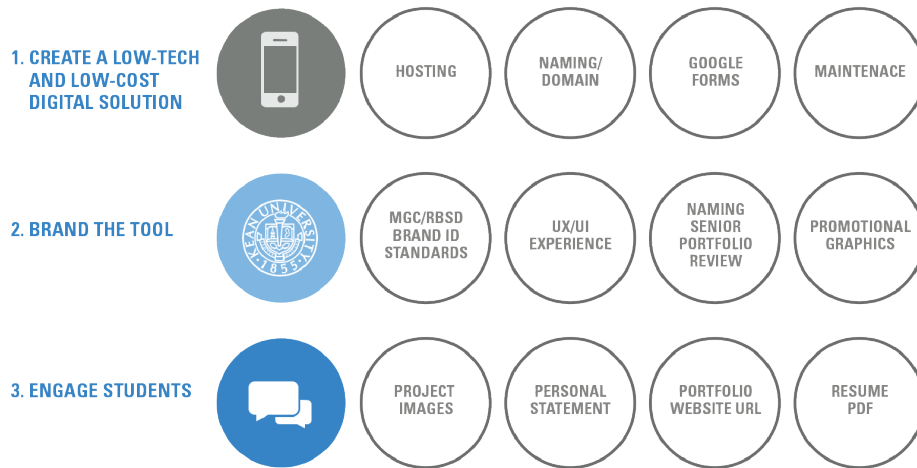 1. CREATE A LOW-TECH
AND LOW-COST
DIGITAL SOLUTION
HOSTING
NAMING/
DOMAIN
GOOGLE
FORMS
MAINTENACE
2. BRAND THE TOOL
KEAN UNIVERSITY
·1855·
MGC/RBSD
BRAND ID
STANDARDS
UX/UI
EXPERIENCE
NAMING
SENIOR
PORTFOLIO
REVIEW
PROMOTIONAL
GRAPHICS
3. ENGAGE STUDENTS
PROJECT
IMAGES
PERSONAL
STATEMENT
PORTFOLIO
WEBSITE URL
RESUME
PDF